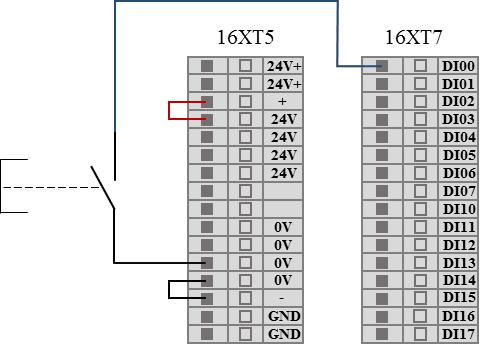 16XT5
24V+
24V+
+
24V
24V
24V
24V
0V
0V
0V
0V
-
GND
GND
16XT7
DI00
DI01
DI02
DI03
DI04
DI05
DI06
DI07
DI10
DI11
DI12
DI13
DI14
DI15
DI16
DI17